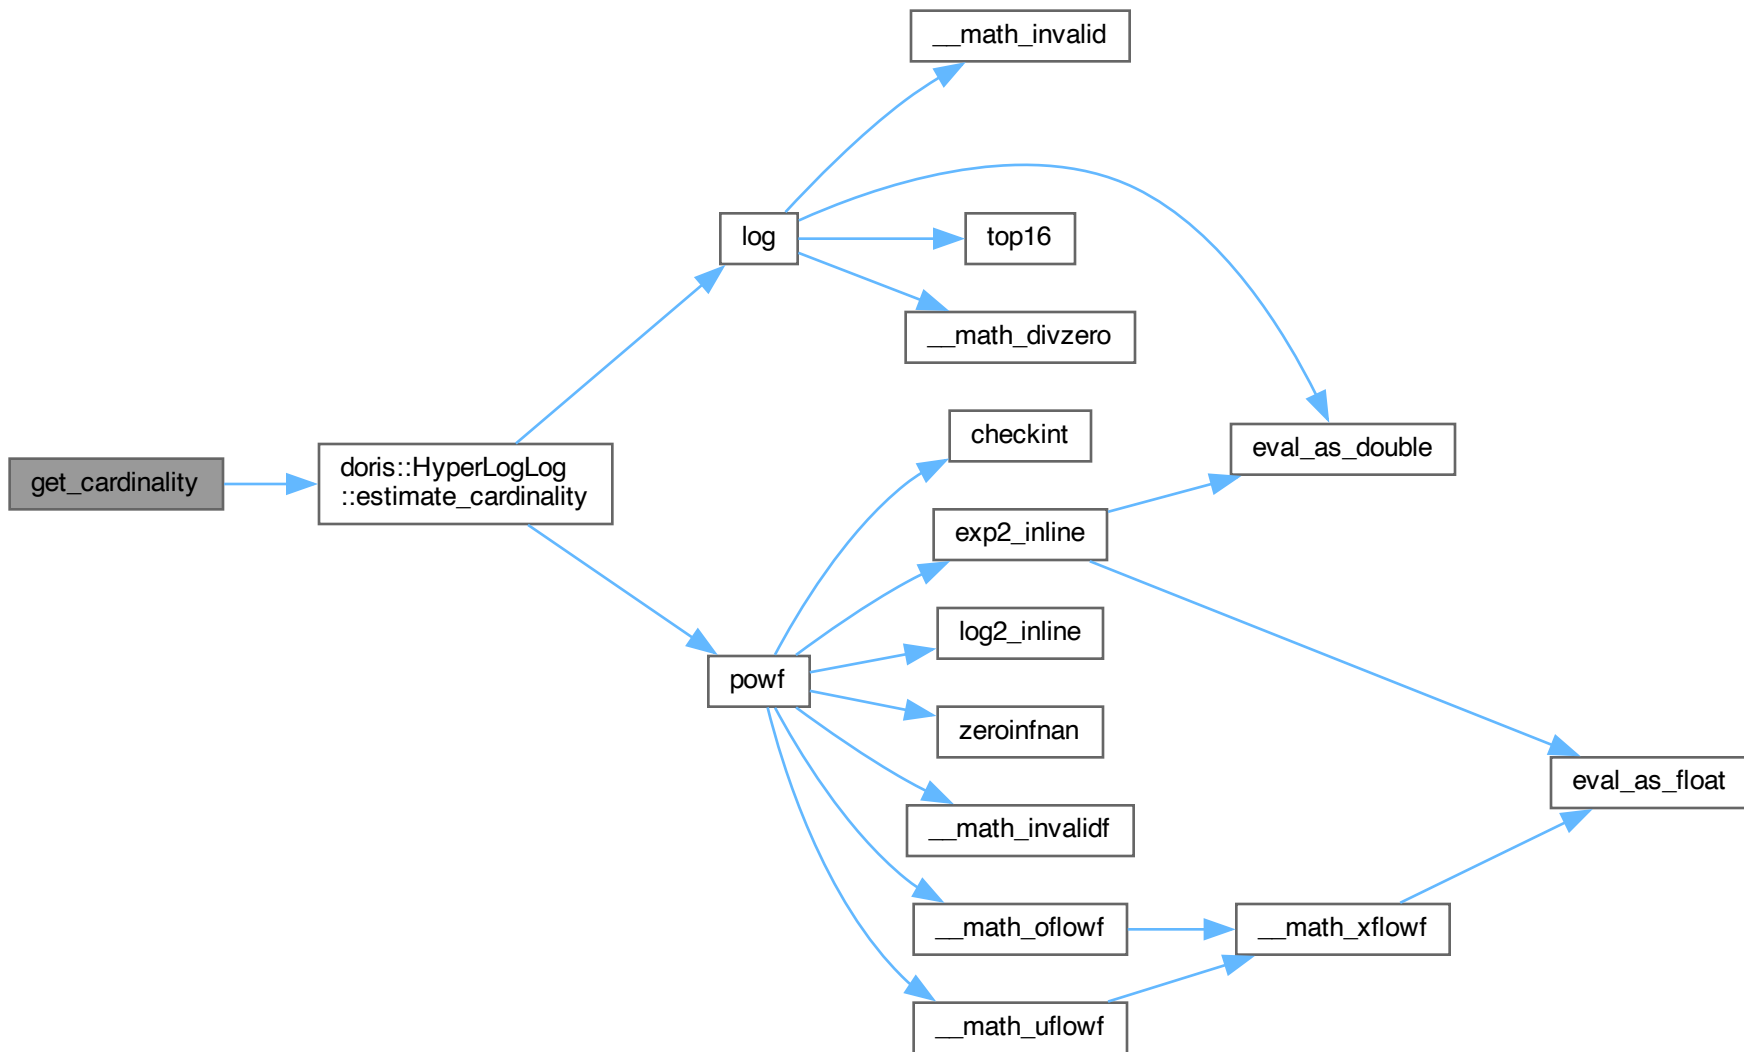 __math_invalid
log
top16
__math_divzero
checkint
eval_as_double
get_cardinality
doris::HyperLogLog
::estimate_cardinality
exp2_inline
log2_inline
powf
zeroinfnan
eval_as_float
__math_invalidf
__math_oflowf
__math_xflowf
__math_uflowf